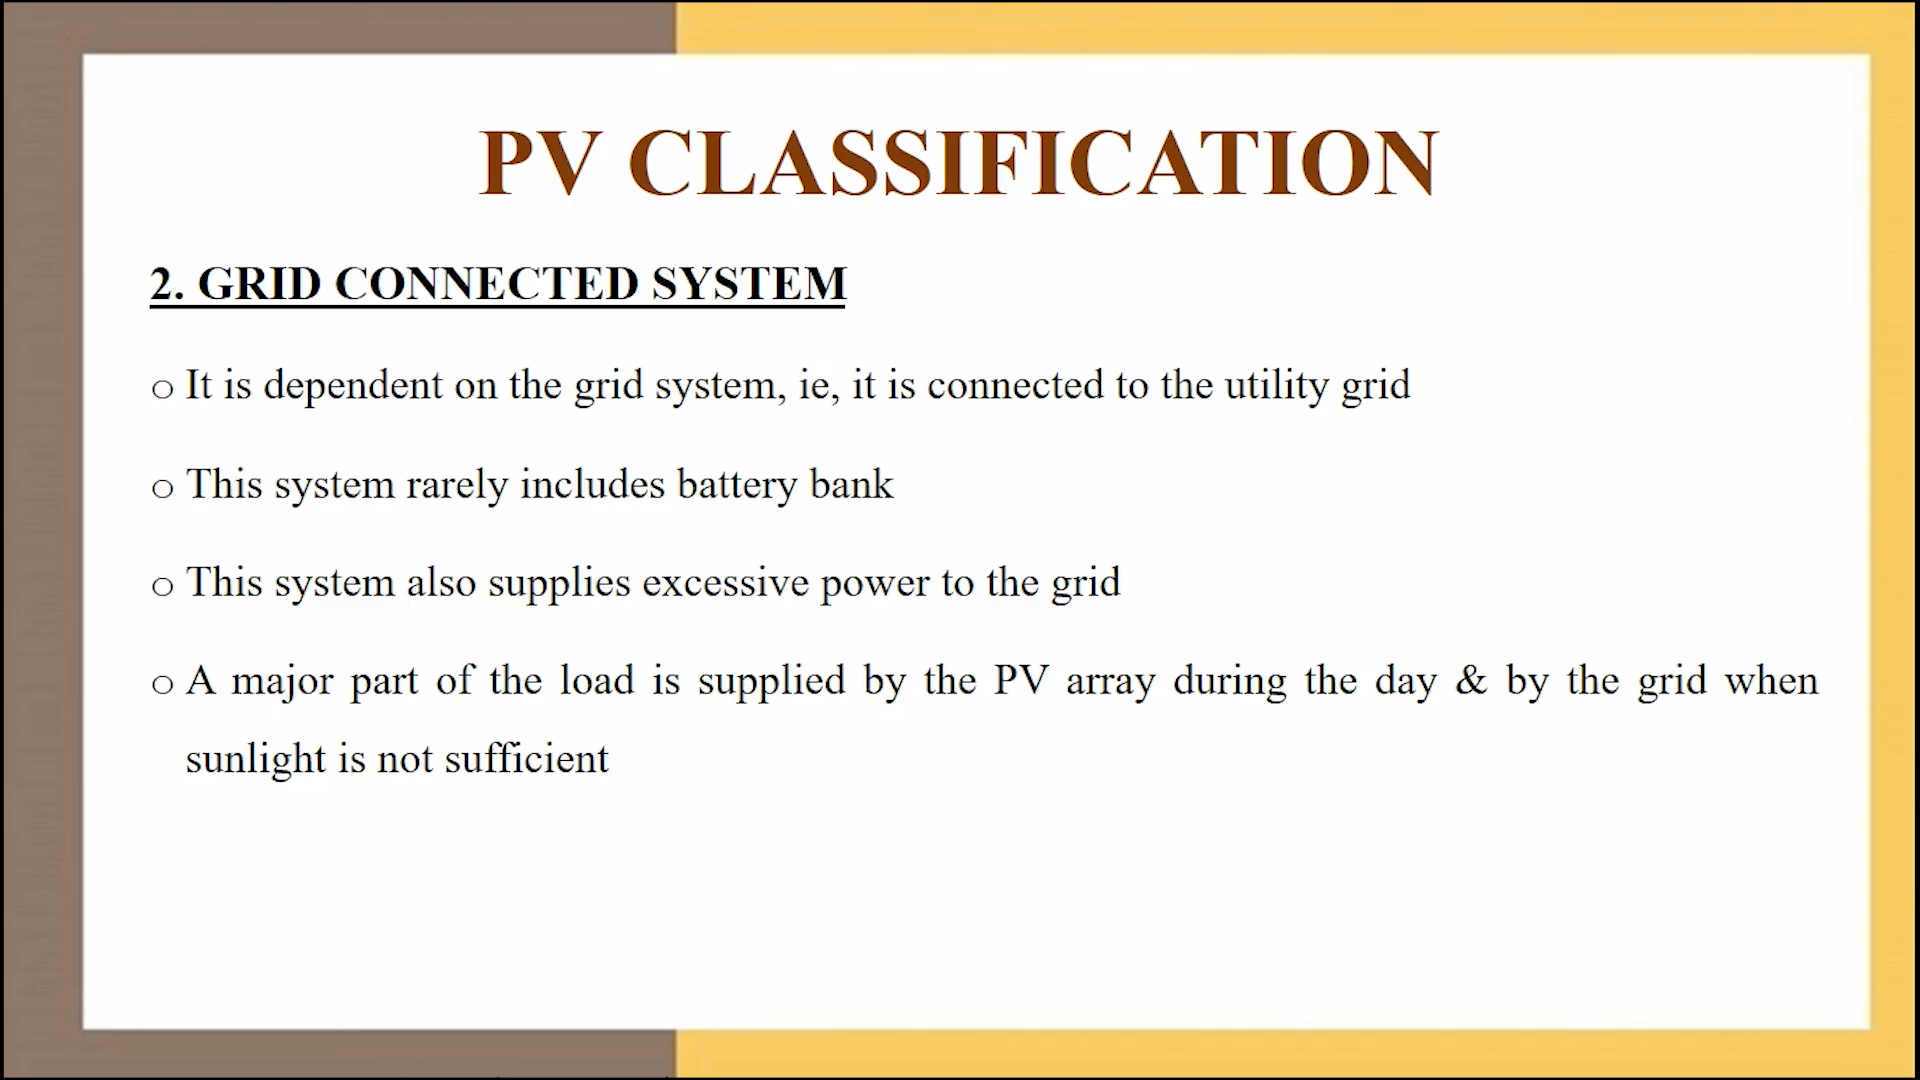 PV CLASSIFICATION
2. GRID CONNECTED SYSTEM
o It is dependent on the grid system, ie, it is connected to the utility grid
o This system rarely includes battery bank
o This system also supplies excessive power to the grid
o A major part of the load is supplied by the PV array during the day & by the grid when
sunlight is not sufficient